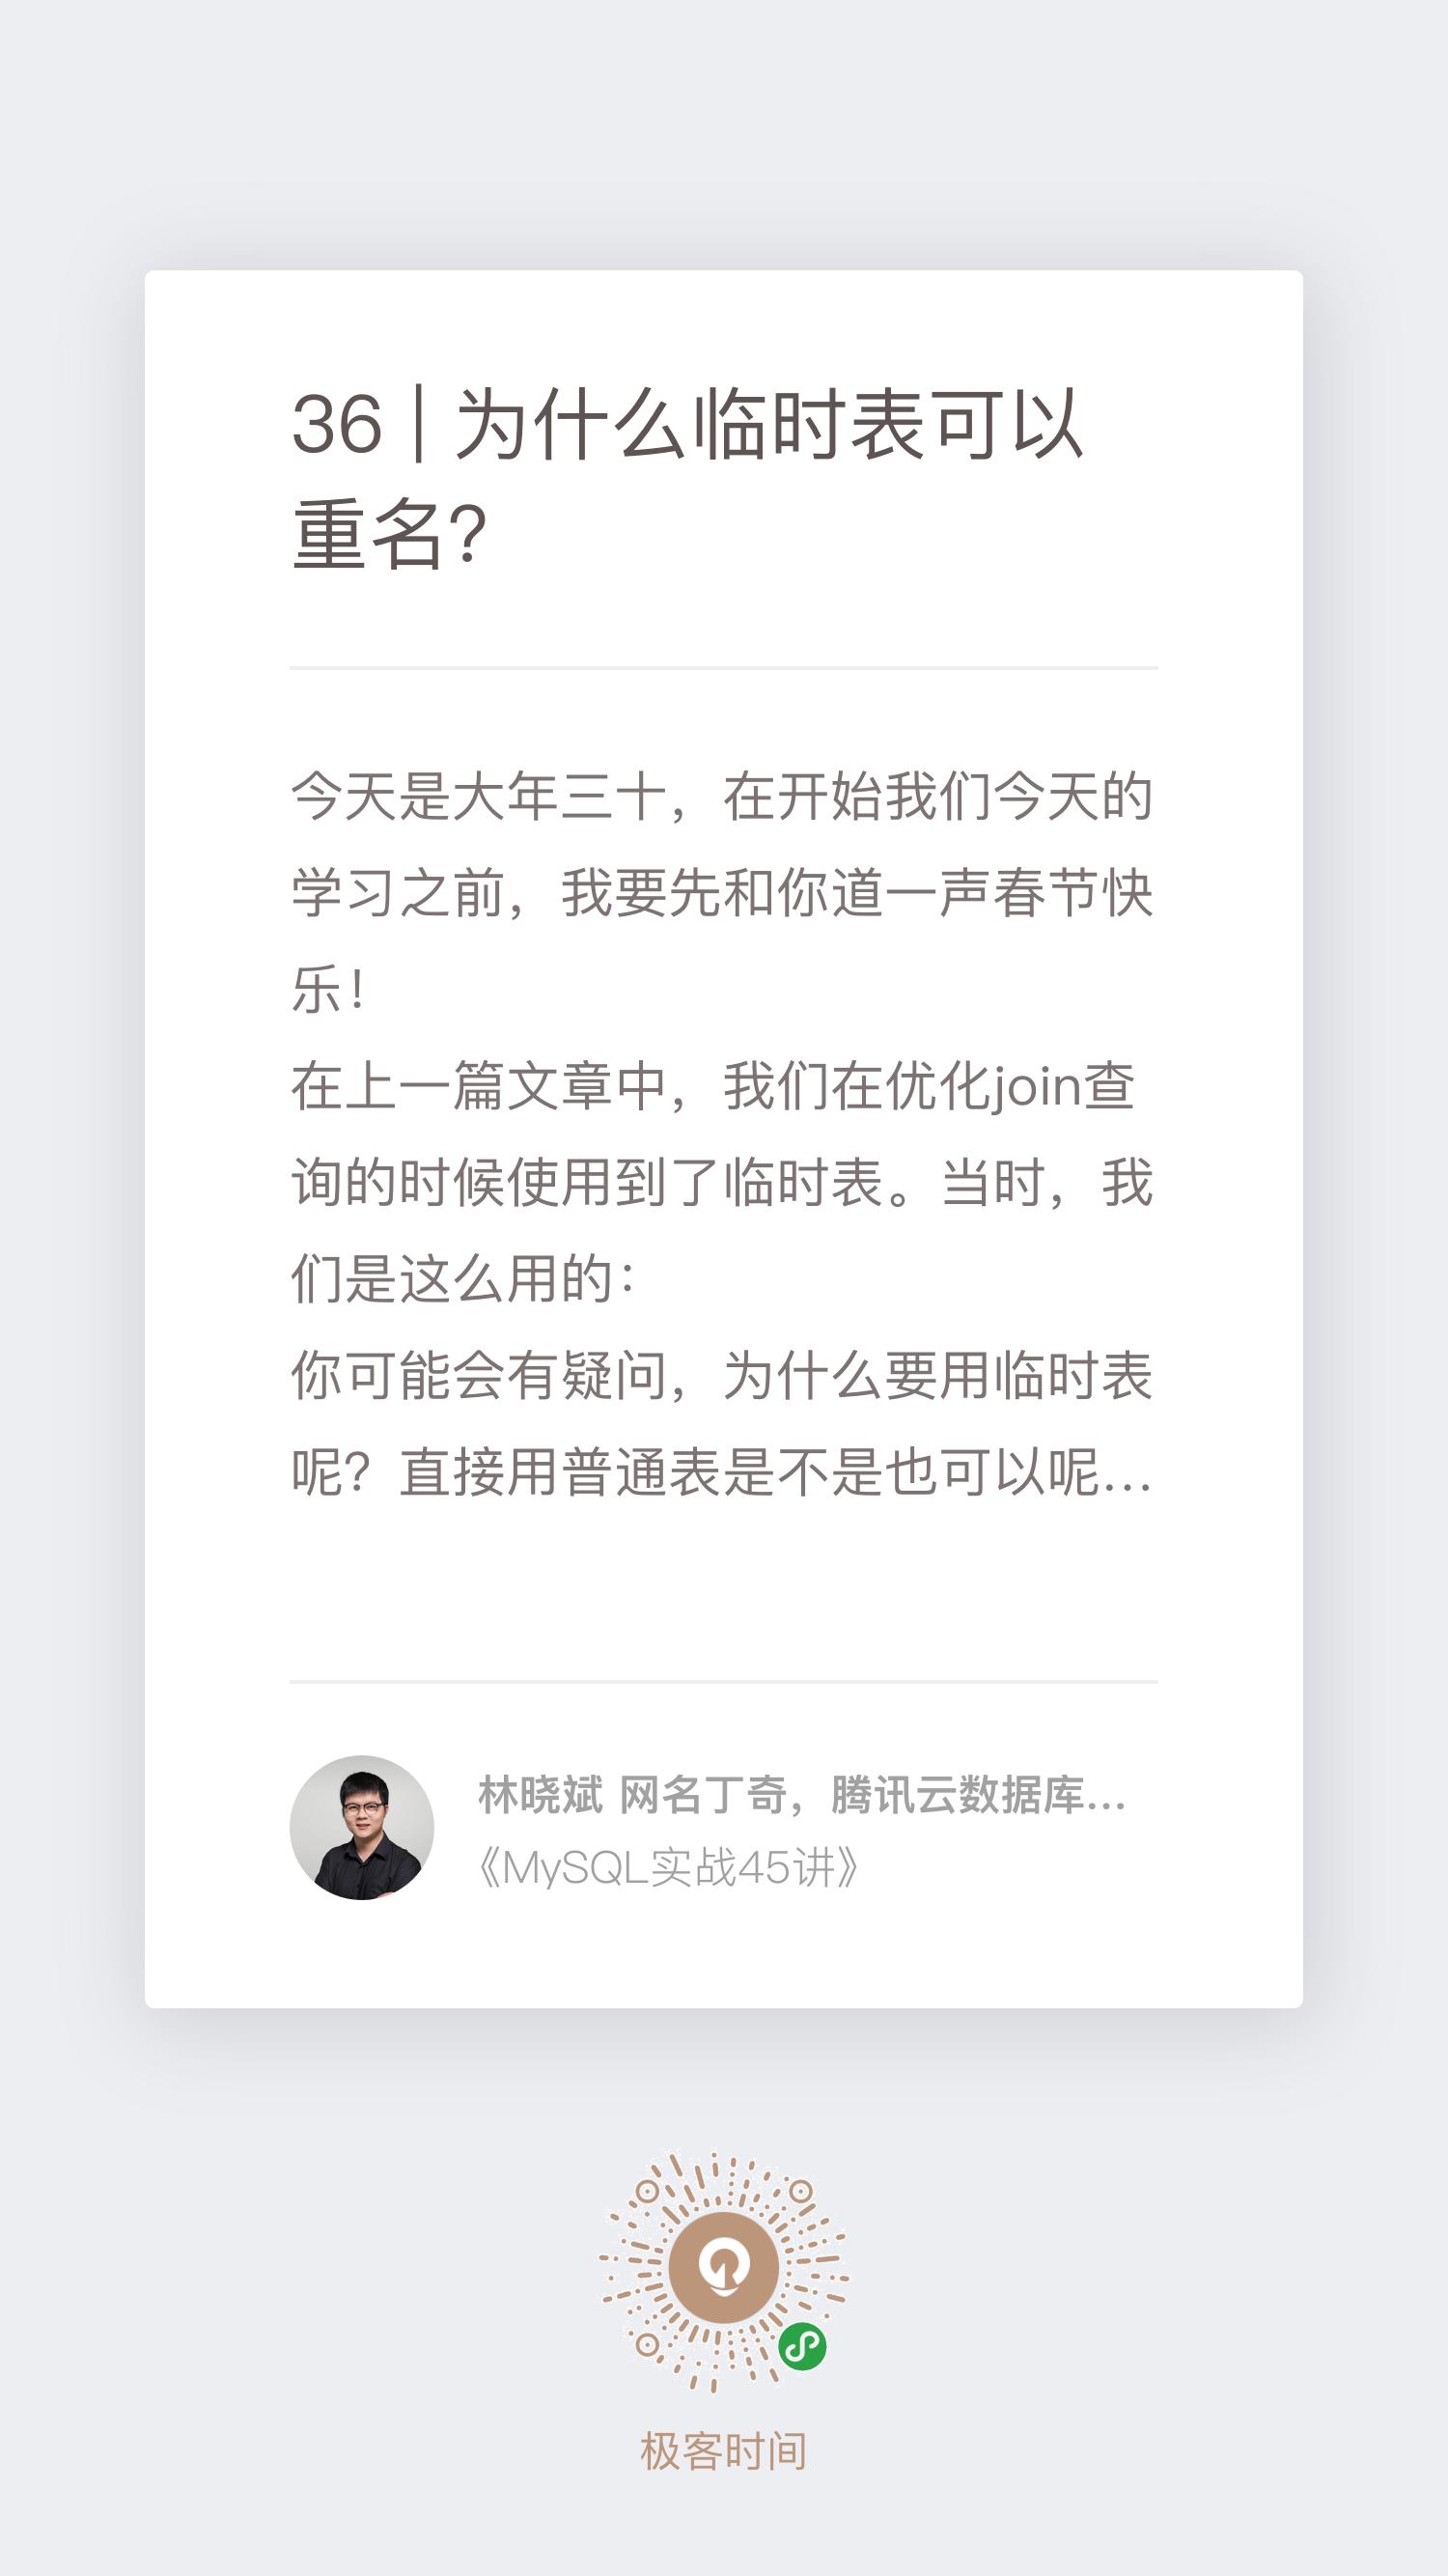 36 | 为什么临时表可以
重名？
今天是大年三十，在开始我们今天的
学习之前，我要先和你道一声春节快
乐！
在上一篇文章中，我们在优化join查
询的时候使用到了临时表。当时，我
们是这么用的：
你可能会有疑问，为什么要用临时表
呢？直接用普通表是不是也可以呢...
林晓斌 网名丁奇，腾讯云数据库...
《MySQL实战45讲》
极客时间